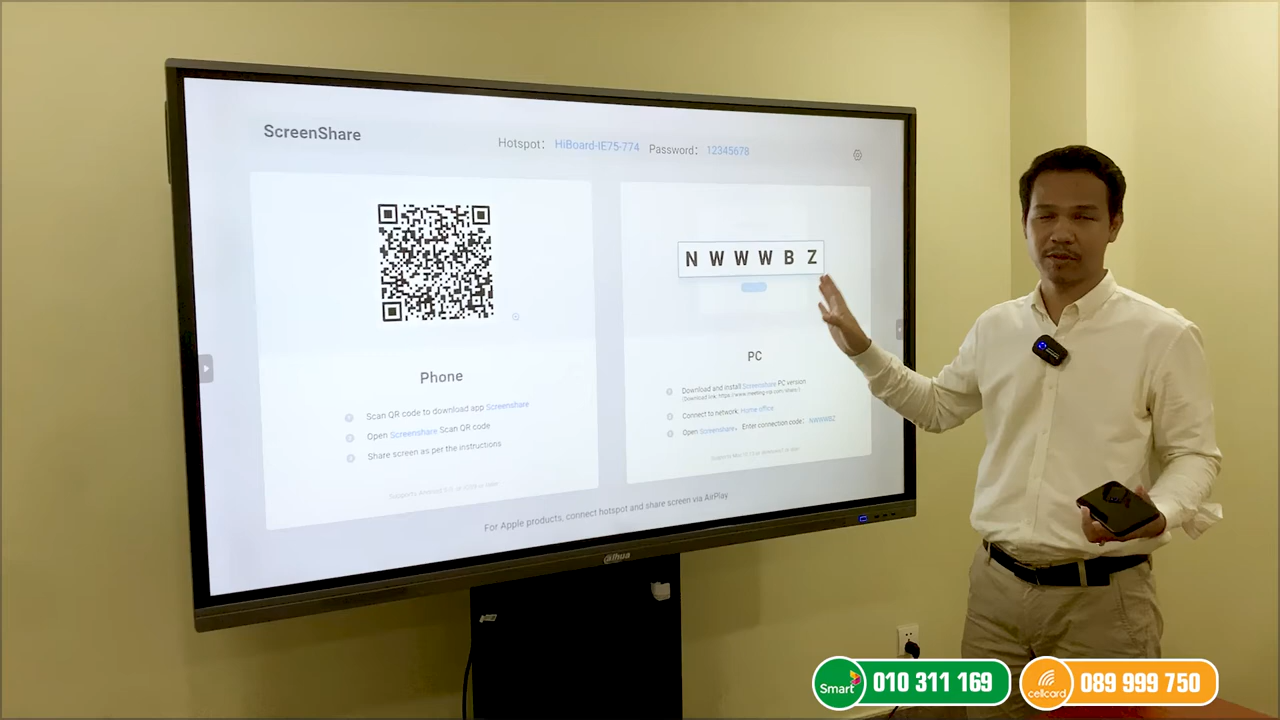 ScreenShare
Hotspot: HiBoard-IE75-774 Password: 12345678
N W W W B Z
Phone
Scan QR code to download app Screenshare
Open Screenshare Scan QR code
Share screen as per the instructions
PC
Download and install Screenshare PC version
Connect to network, Home office
Open Screenshare, Enter connection code: NWWWBZ
For Apple products, connect hotspot and share screen via AirPlay
alhua
Smart 010 311 169
cellcard 089 999 750